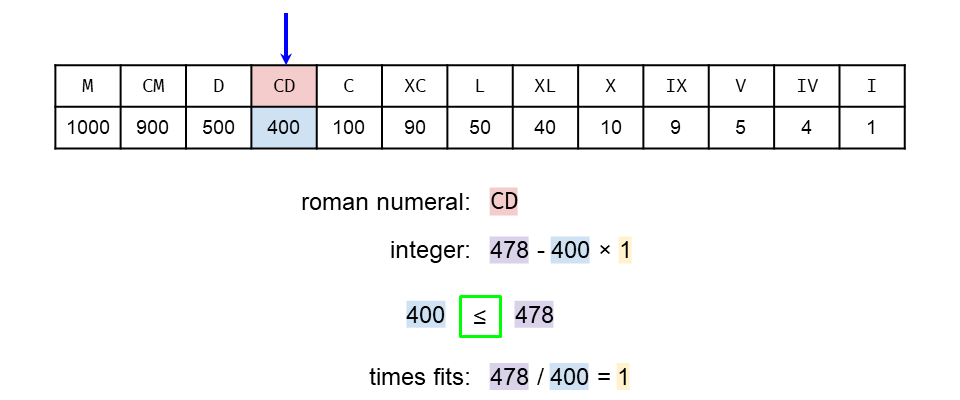 M CM D CD C XC L XL X IX V IV I
1000 900 500 400 100 90 50 40 10 9 5 4 1
roman numeral: CD
integer: 478 - 400 × 1
400 ≤ 478
times fits: 478 / 400 = 1